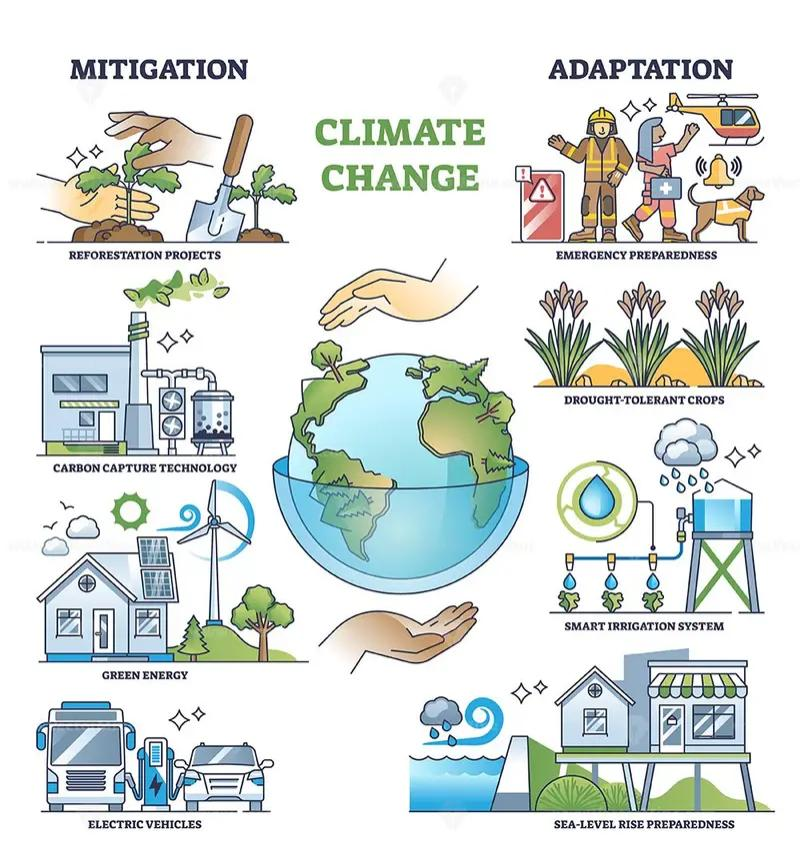 MITIGATION
ADAPTATION
CLIMATE
CHANGE
REFORESTATION PROJECTS
EMERGENCY PREPAREDNESS
DROUGHT-TOLERANT CROPS
CARBON CAPTURE TECHNOLOGY
SMART IRRIGATION SYSTEM
GREEN ENERGY
ELECTRIC VEHICLES
SEA-LEVEL RISE PREPAREDNESS